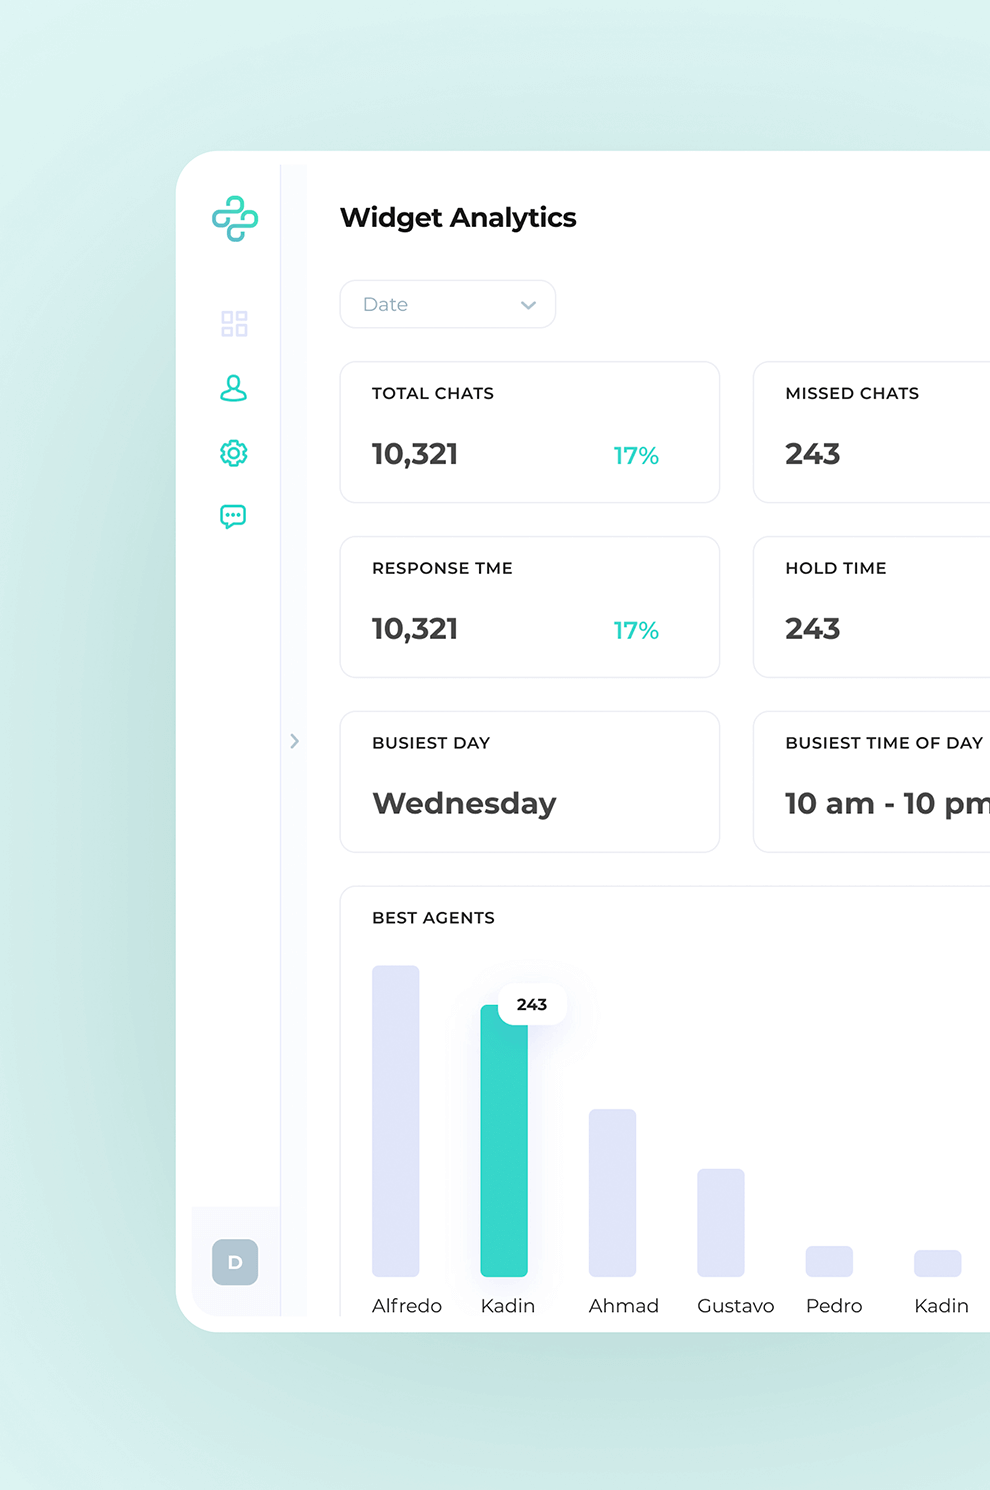 Widget Analytics
Date
TOTAL CHATS
10,321 17%
MISSED CHATS
243
RESPONSE TME
10,321 17%
HOLD TIME
243
BUSIEST DAY
Wednesday
BUSIEST TIME OF DAY
10 am - 10 pm
BEST AGENTS
243
Alfredo Kadin Ahmad Gustavo Pedro Kadin
D